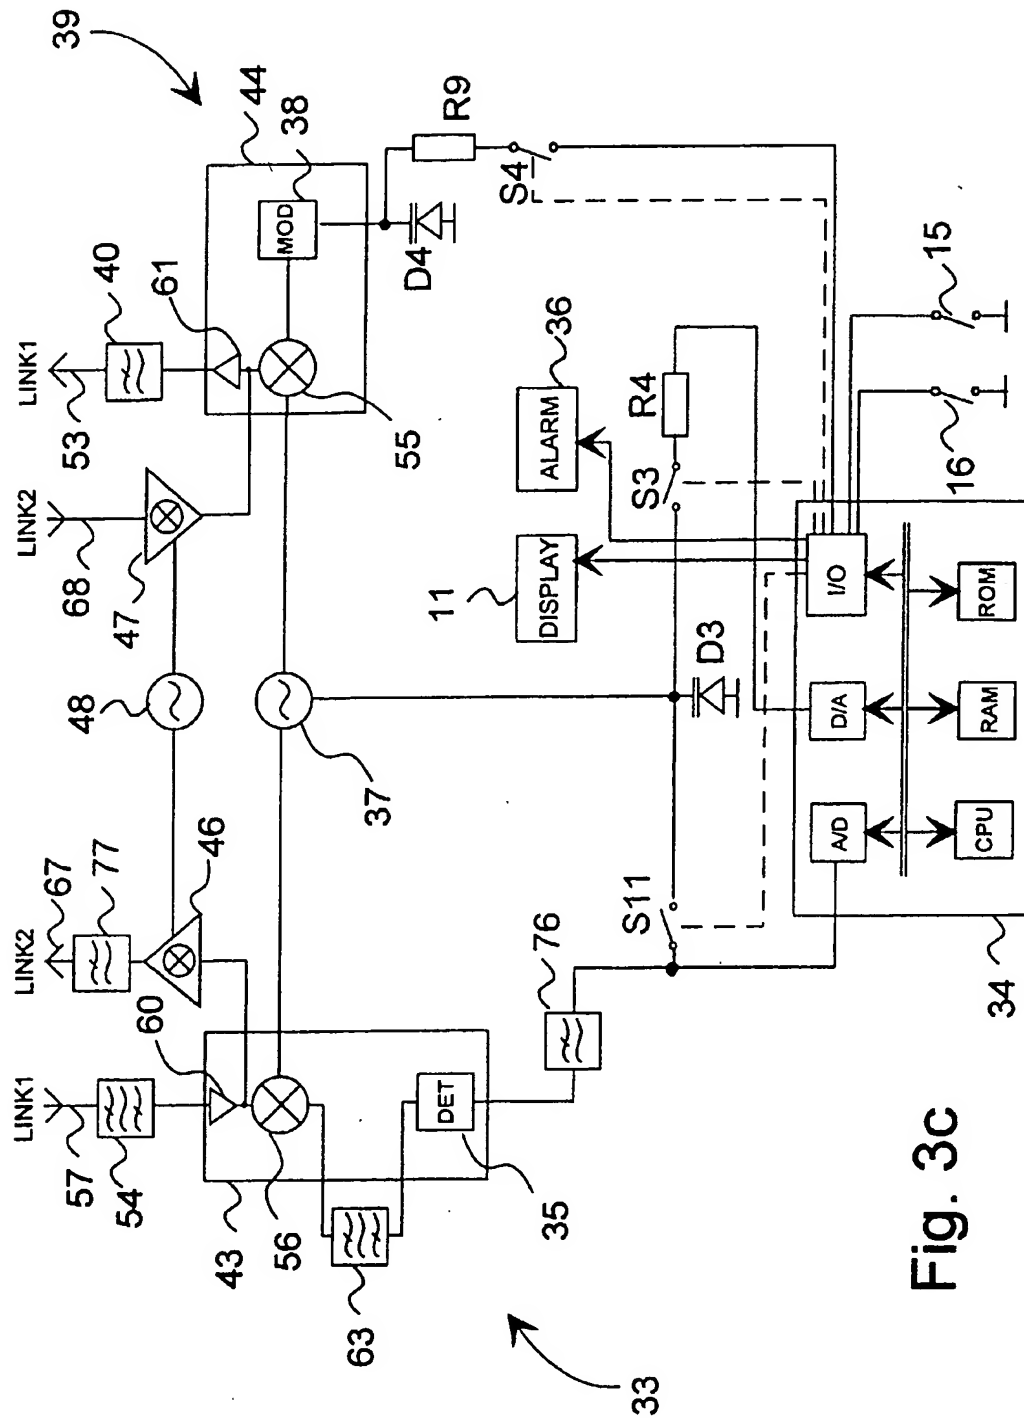 39
44
38
R9
S4
D4
MOD
40
61
LINK1
53
55
LINK2
68
47
48
37
36
ALARM
R4
S3
15
16
11
DISPLAY
D3
I/O
ROM
D/A
RAM
A/D
CPU
34
S11
76
LINK2
67
77
46
60
LINK1
57
54
43
56
63
DET
35
33
Fig. 3c